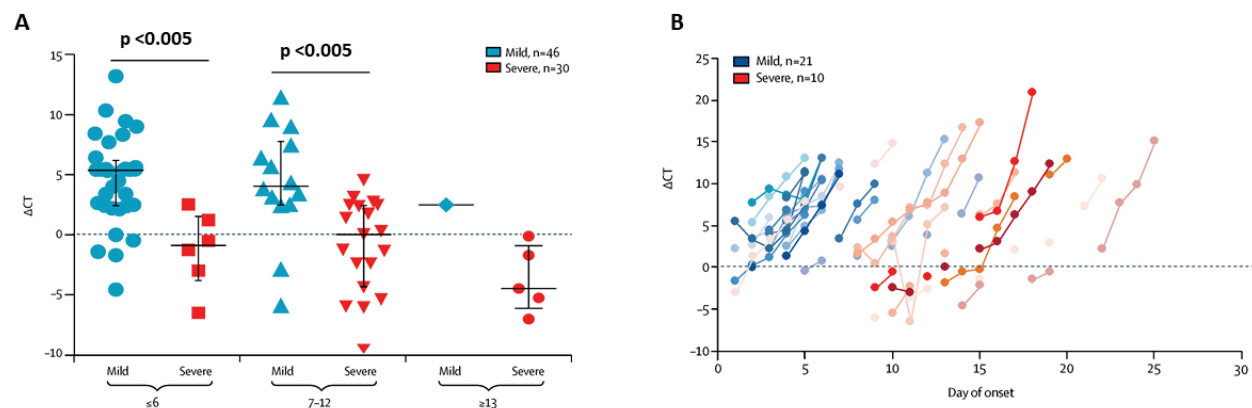 A
p <0.005
p <0.005
ΔCT
15
10
5
0
−5
−10
Mild, n=46
Severe, n=30
Mild
Severe
Mild
Severe
Mild
Severe
≤6
7–12
≥13
B
ΔCT
25
20
15
10
5
0
−5
−10
Mild, n=21
Severe, n=10
0
5
10
15
20
25
30
Day of onset